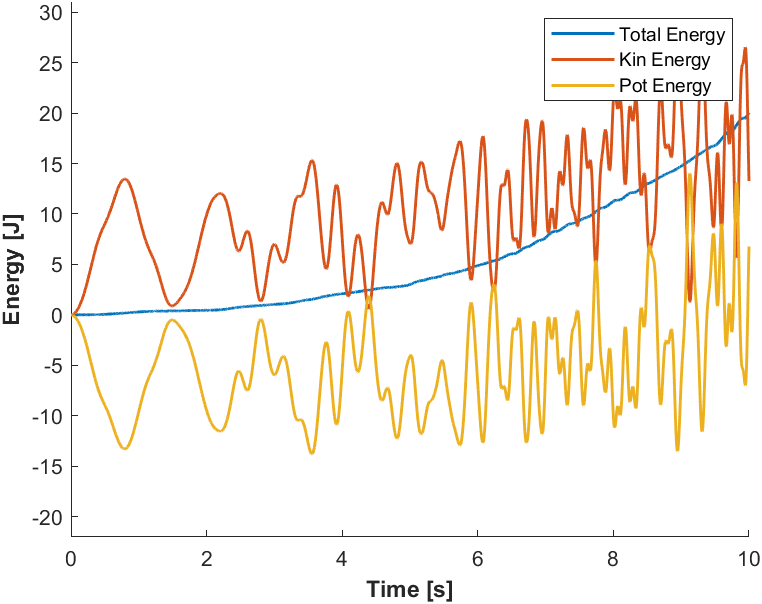 30
25
20
15
10
5
0
-5
-10
-15
-20
Energy [J]
Total Energy
Kin Energy
Pot Energy
0 2 4 6 8 10
Time [s]